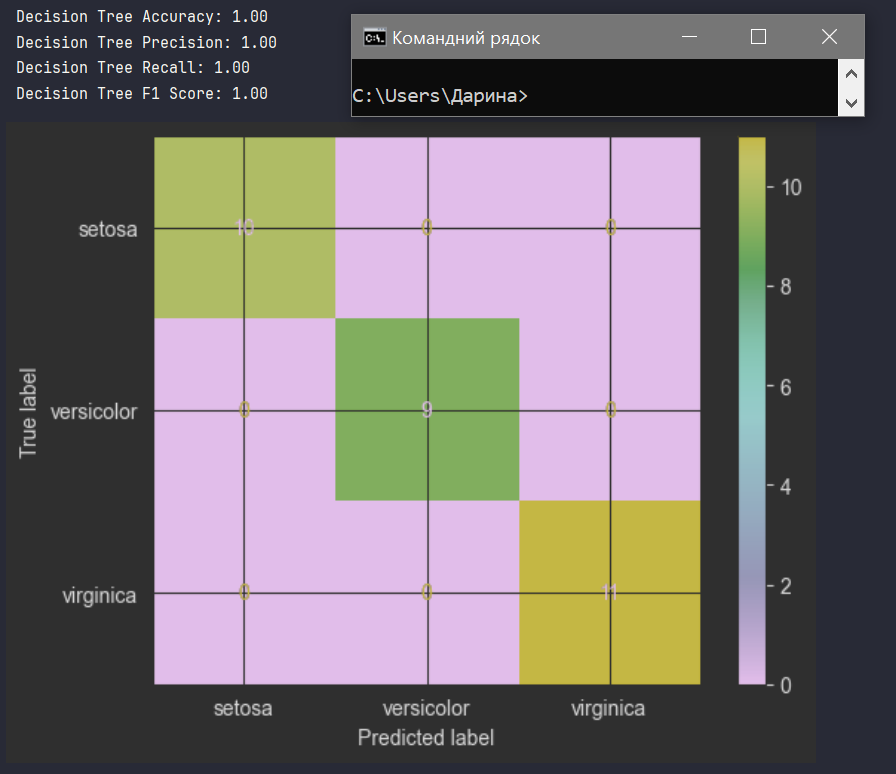 Decision Tree Accuracy: 1.00
Decision Tree Precision: 1.00
Decision Tree Recall: 1.00
Decision Tree F1 Score: 1.00
Командний рядок
C:\Users\Дарина>
True label
setosa
10 0 0
versicolor
0 9 0
virginica
0 0 11
setosa versicolor virginica
Predicted label
10
8
6
4
2
0